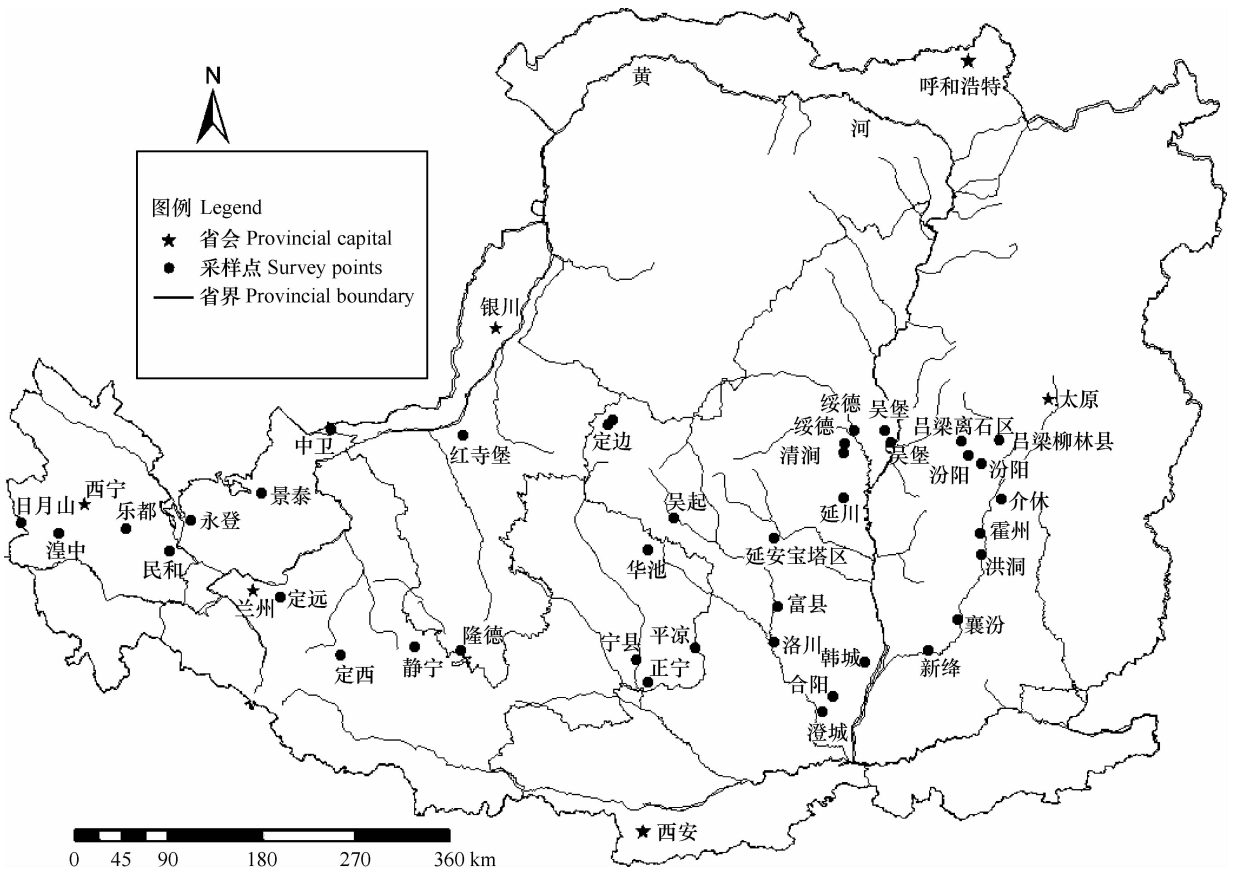 N
黄
呼和浩特
河
图例 Legend
省会 Provincial capital
采样点 Survey points
省界 Provincial boundary
银川
太原
绥德
吴堡
吕梁离石区
吕梁柳林县
绥德
吴堡
中卫
红寺堡
定边
清涧
汾阳
汾阳
日月山
西宁
乐都
景泰
永登
吴起
延川
介休
湟中
民和
华池
延安宝塔区
霍州
洪洞
兰州
定远
富县
襄汾
定西
静宁
隆德
宁县
平凉
正宁
洛川
韩城
新绛
合阳
澄城
西安
0 45 90 180 270 360 km